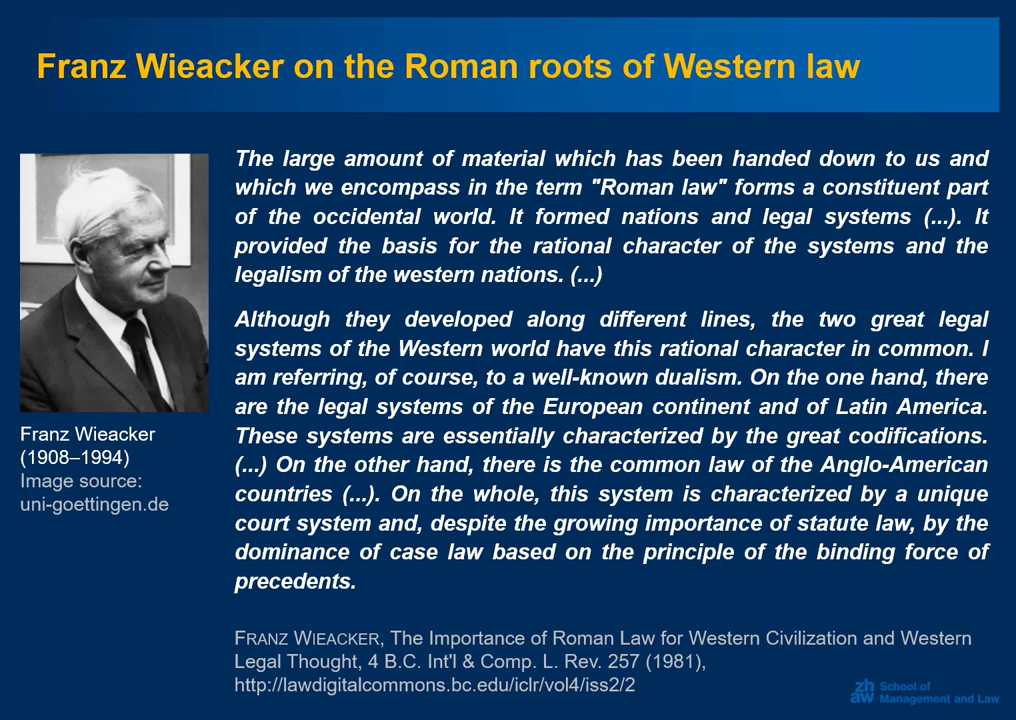 Franz Wieacker on the Roman roots of Western law
The large amount of material which has been handed down to us and
which we encompass in the term "Roman law" forms a constituent part
of the occidental world. It formed nations and legal systems (...). It
provided the basis for the rational character of the systems and the
legalism of the western nations. (...)
Although they developed along different lines, the two great legal
systems of the Western world have this rational character in common. I
am referring, of course, to a well-known dualism. On the one hand, there
are the legal systems of the European continent and of Latin America.
These systems are essentially characterized by the great codifications.
(...) On the other hand, there is the common law of the Anglo-American
countries (...). On the whole, this system is characterized by a unique
court system and, despite the growing importance of statute law, by the
dominance of case law based on the principle of the binding force of
precedents.
Franz Wieacker
(1908–1994)
Image source:
uni-goettingen.de
FRANZ WIEACKER, The Importance of Roman Law for Western Civilization and Western
Legal Thought, 4 B.C. Int'l & Comp. L. Rev. 257 (1981),
http://lawdigitalcommons.bc.edu/iclr/vol4/iss2/2
zh
aw
School of
Management and Law